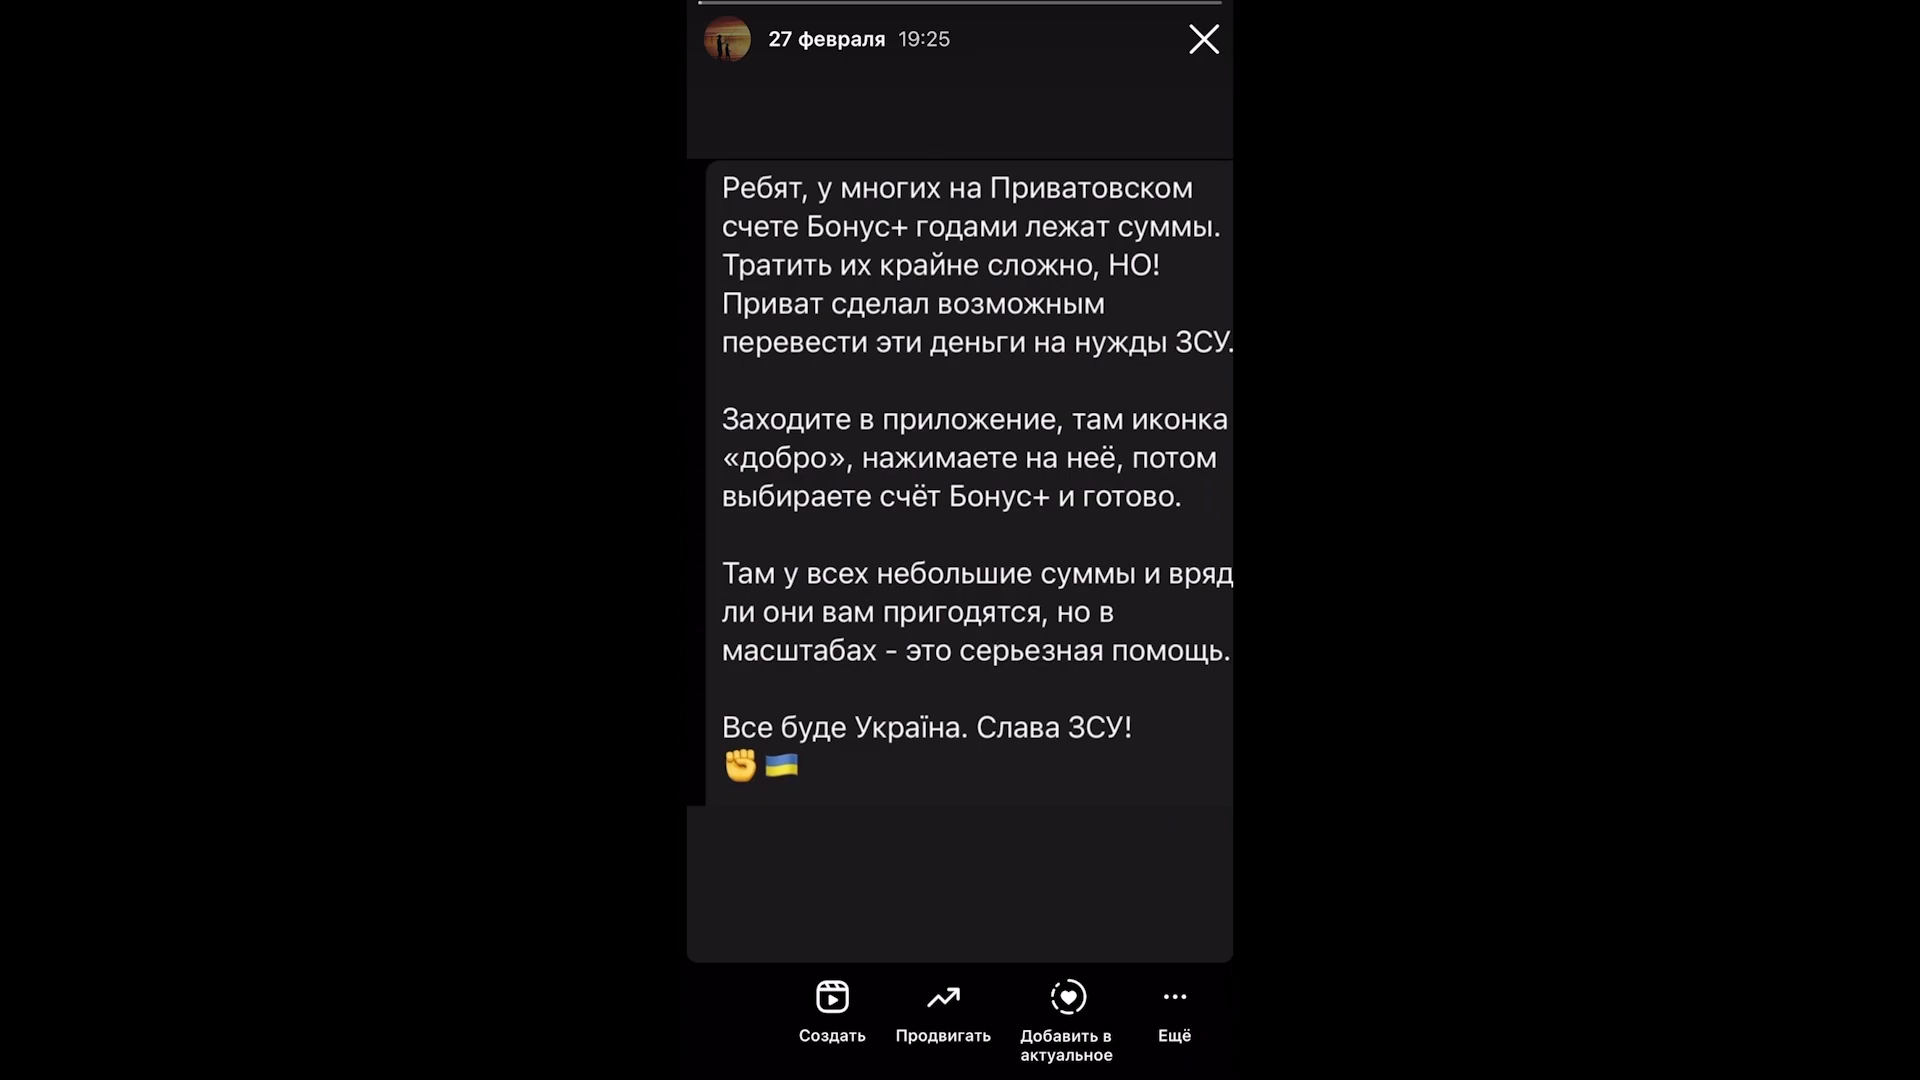 27 февраля 19:25
Ребят, у многих на Приватовском
счете Бонус+ годами лежат суммы.
Тратить их крайне сложно, НО!
Приват сделал возможным
перевести эти деньги на нужды ЗСУ.
Заходите в приложение, там иконка
«добро», нажимаете на неё, потом
выбираете счёт Бонус+ и готово.
Там у всех небольшие суммы и вряд
ли они вам пригодятся, но в
масштабах - это серьезная помощь.
Все буде Україна. Слава ЗСУ!
✊🇺🇦
Создать Продвигать Добавить в Ещё
актуальное